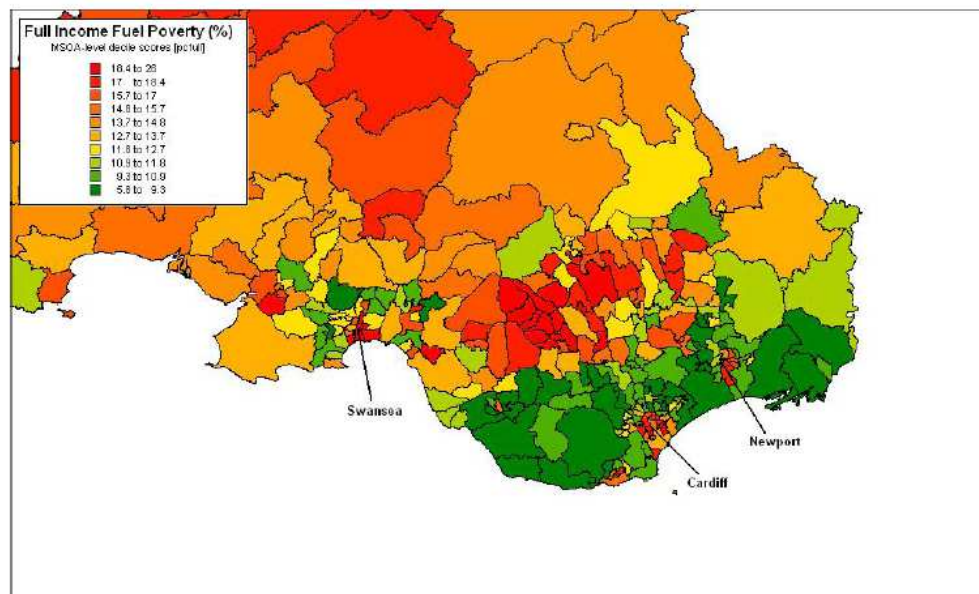 Full Income Fuel Poverty (%)
MSOA-level decile scores [pcfull]
18.4 to 26
17 to 18.4
15.7 to 17
14.8 to 15.7
13.7 to 14.8
12.7 to 13.7
11.8 to 12.7
10.9 to 11.8
9.3 to 10.9
5.8 to 9.3
Swansea
Newport
Cardiff